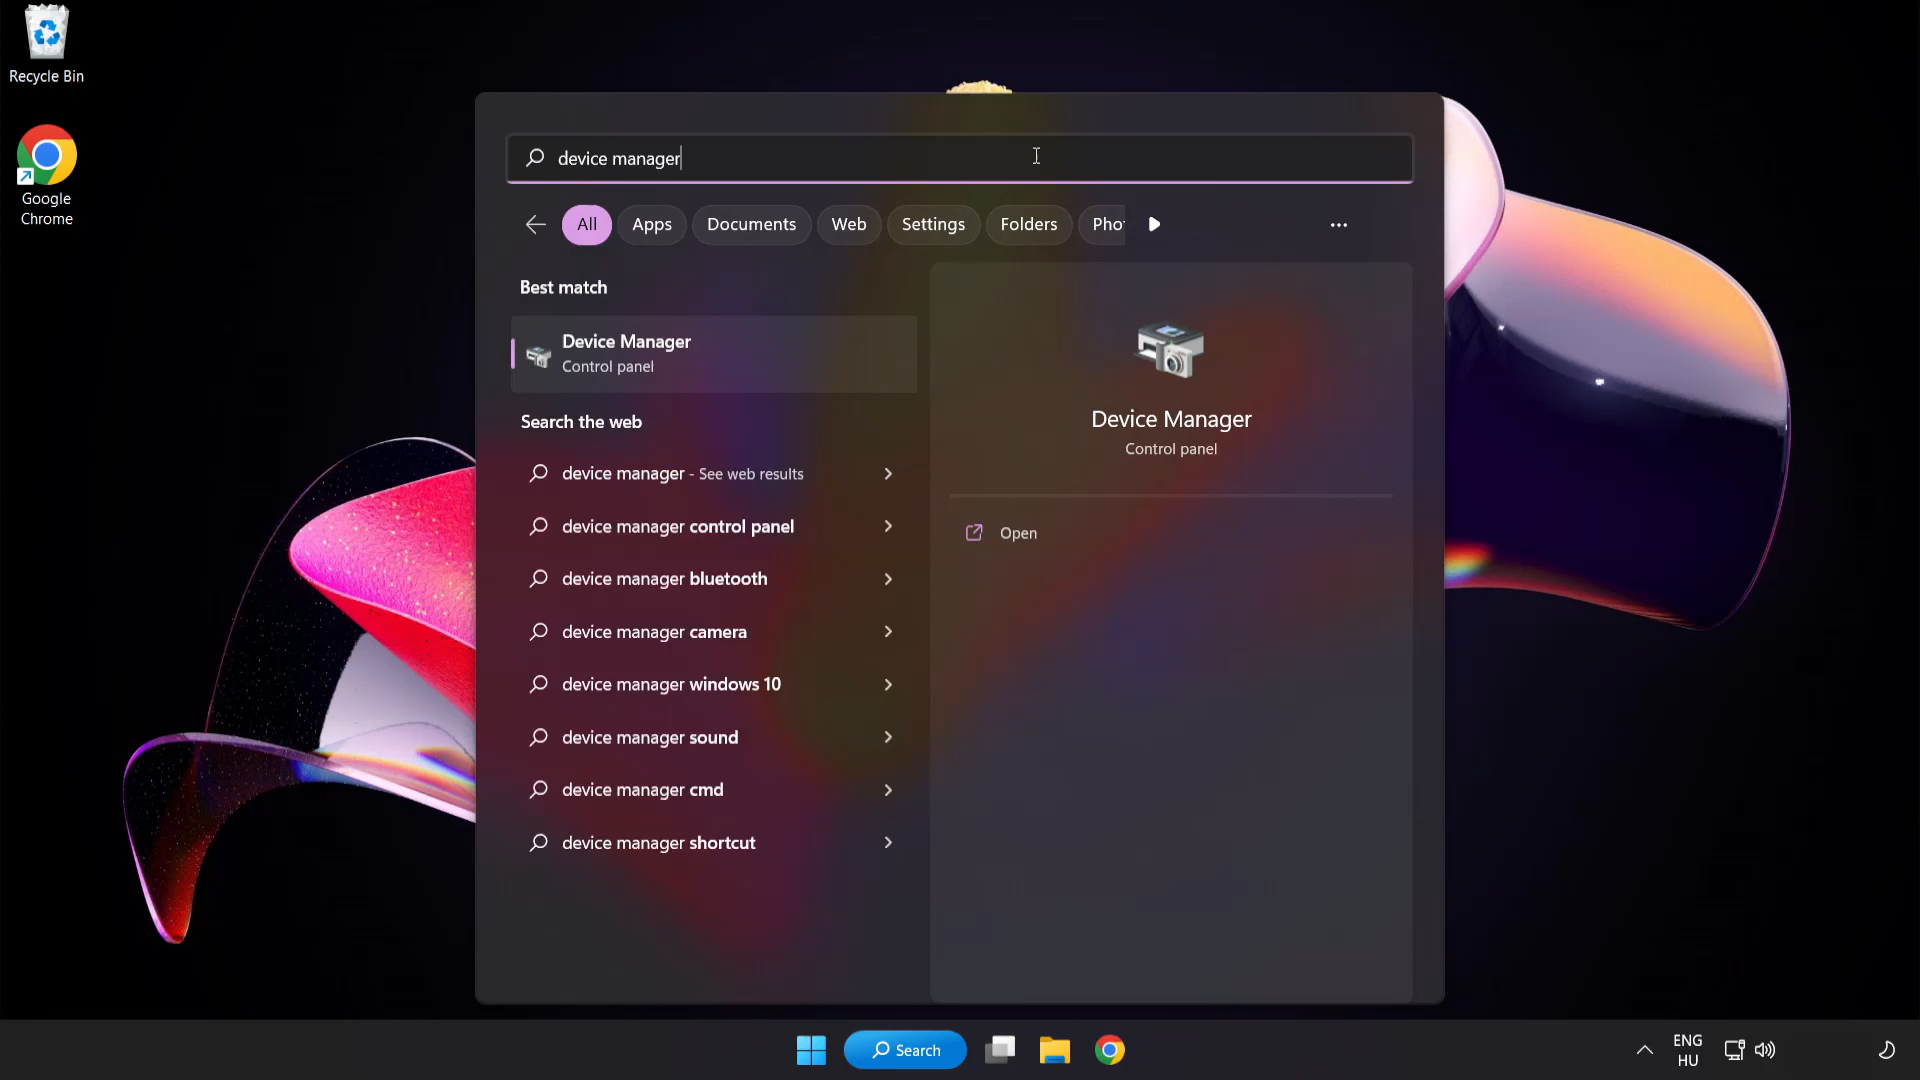 Recycle Bin
Google
Chrome
device manager
All
Apps
Documents
Web
Settings
Folders
Pho
Best match
Device Manager
Control panel
Search the web
device manager - See web results
device manager control panel
device manager bluetooth
device manager camera
device manager windows 10
device manager sound
device manager cmd
device manager shortcut
Device Manager
Control panel
Open
Search
ENG
HU